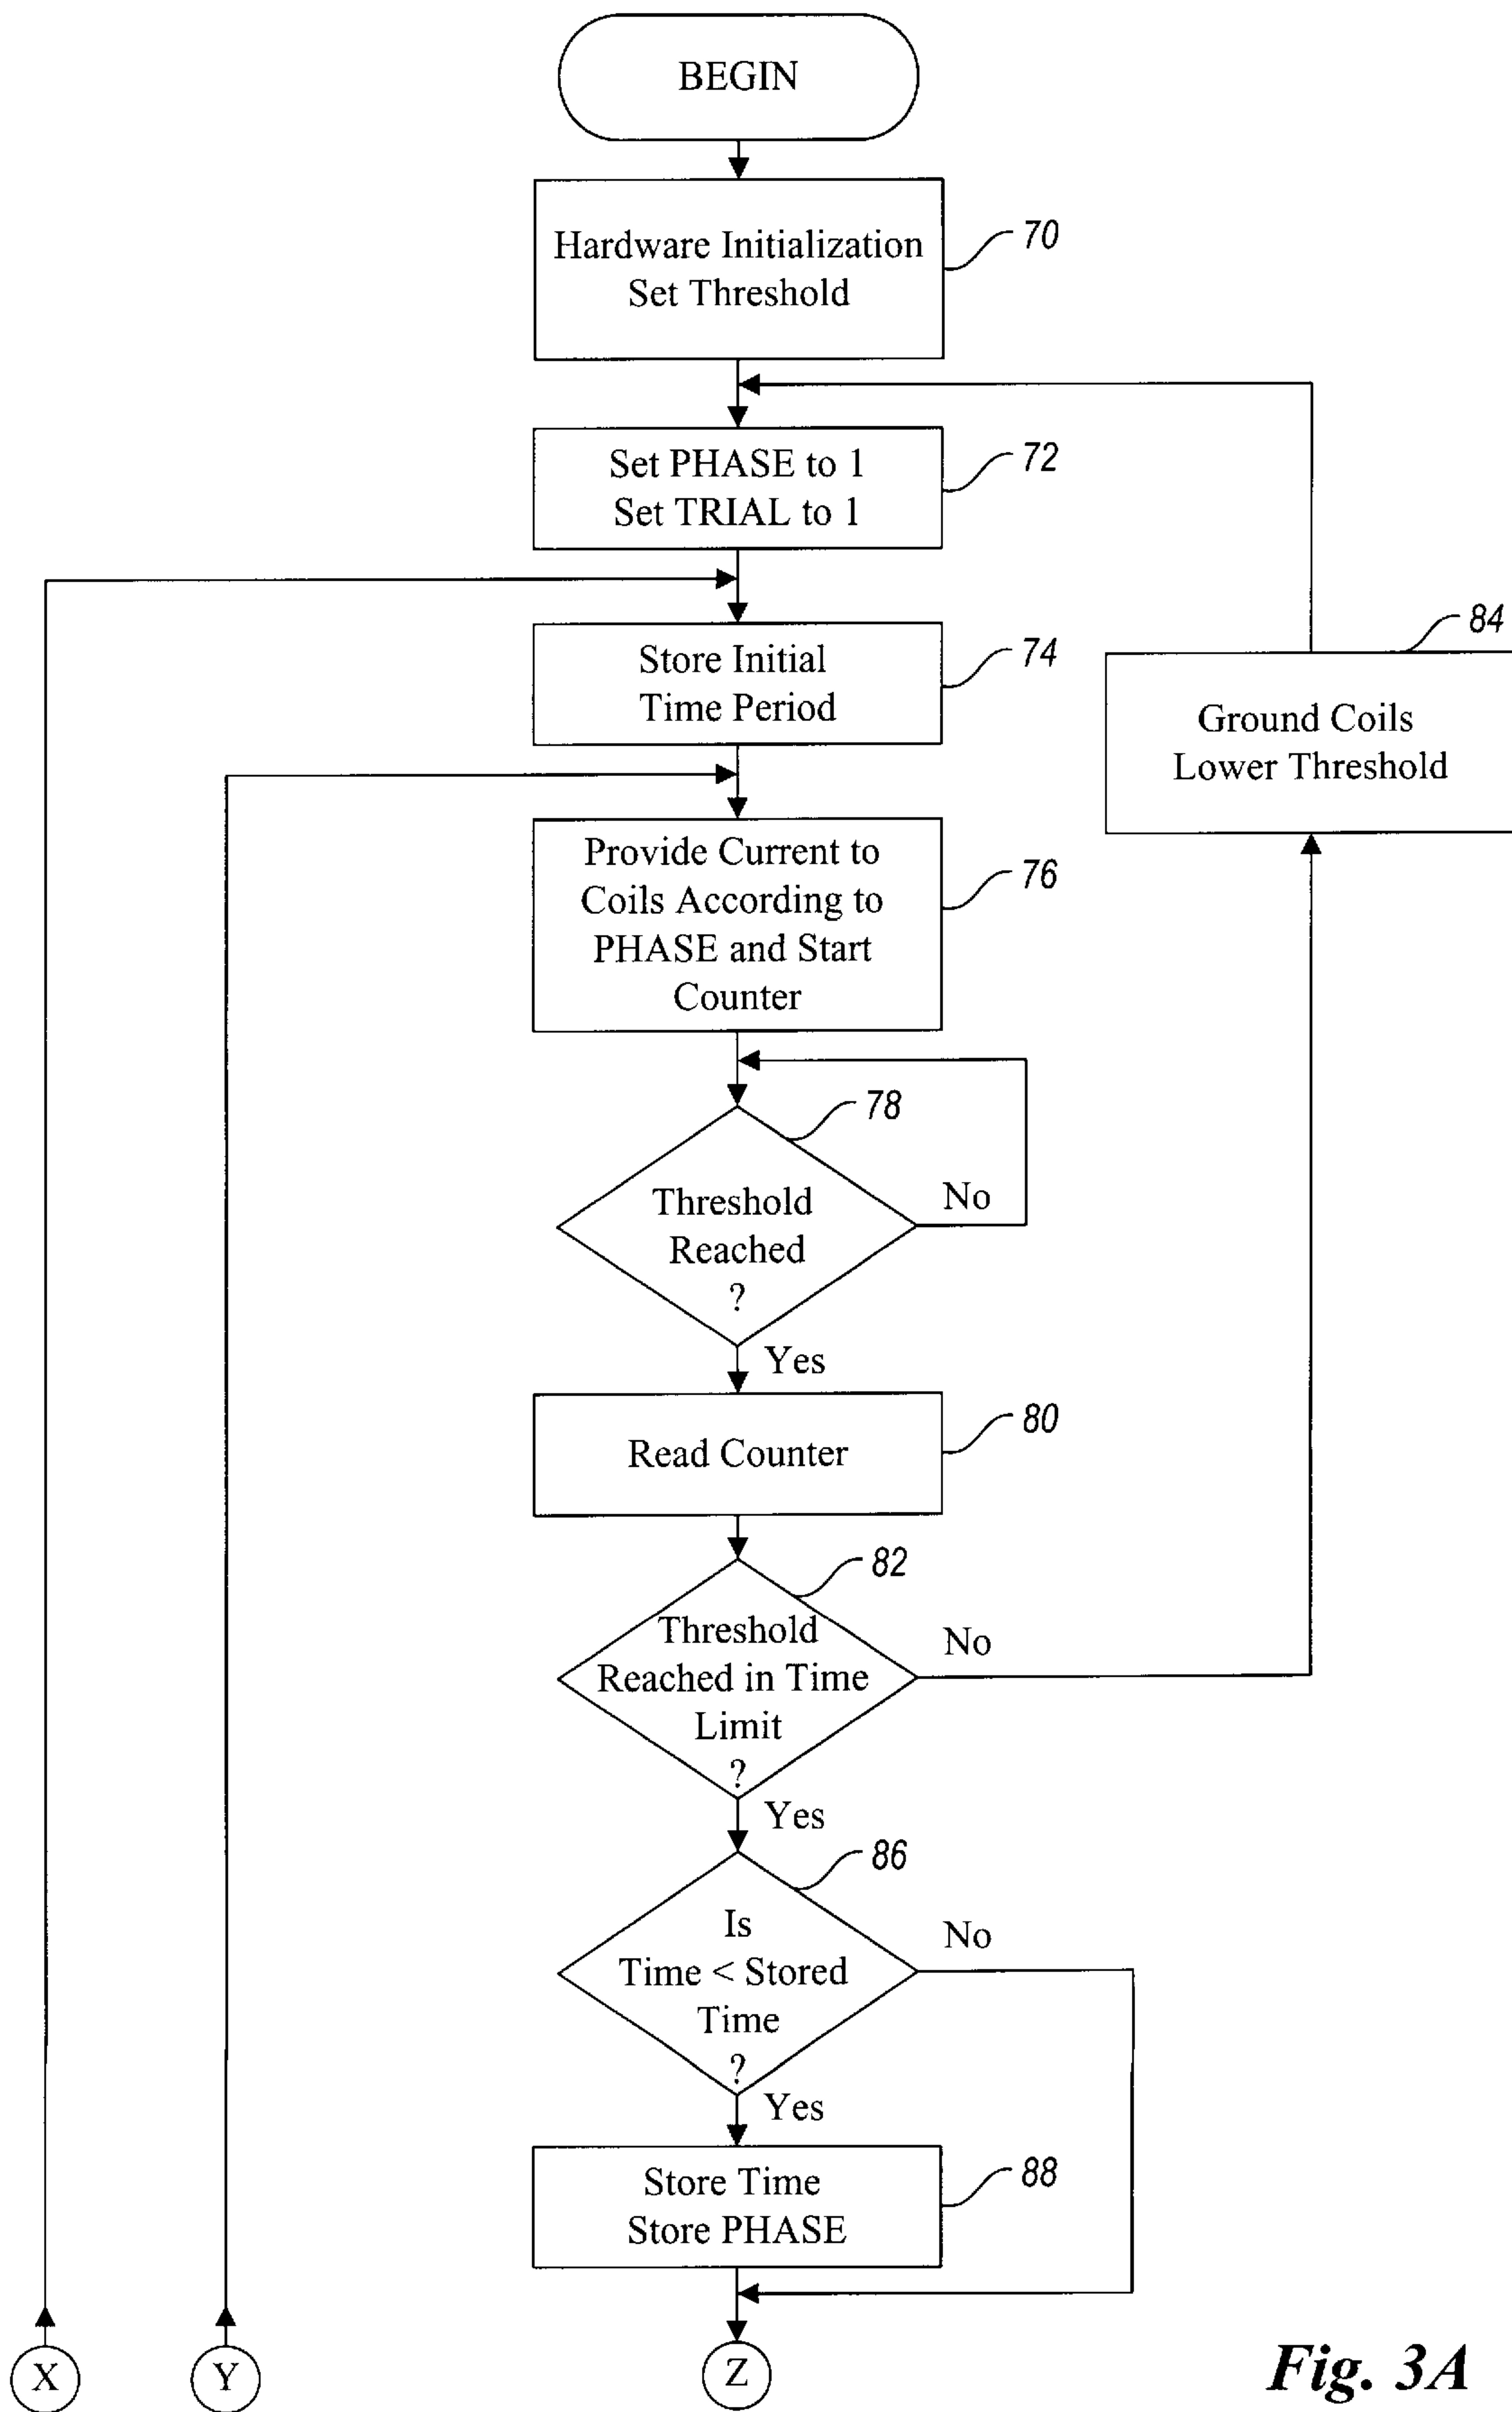 BEGIN
Hardware Initialization
Set Threshold
70
Set PHASE to 1
Set TRIAL to 1
72
Store Initial
Time Period
74
84
Ground Coils
Lower Threshold
Provide Current to
Coils According to
PHASE and Start
Counter
76
78
Threshold
Reached
?
No
Yes
Read Counter
80
82
Threshold
Reached in Time
Limit
?
No
Yes
86
Is
Time < Stored
Time
?
No
Yes
Store Time
Store PHASE
88
X
Y
Z
Fig. 3A